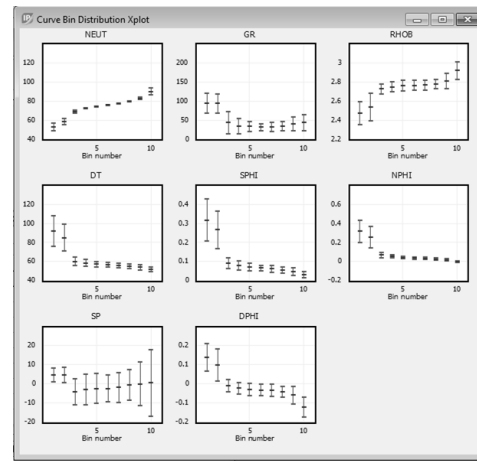 Curve Bin Distribution Xplot
NEUT GR RHOB
120 200 3
100 150 2.8
80 100 2.6
60 50 2.4
40 0 2.2
5 10 5 10 5 10
Bin number Bin number Bin number
DT SPHI NPHI
120 0.4 0.6
100 0.3 0.4
80 0.2 0.2
60 0.1 0
40 0 -0.2
5 10 5 10 5 10
Bin number Bin number Bin number
SP DPHI
20 0.2
10 0.1
0 0
-10 -0.1
-20 -0.2
5 10 5 10
Bin number Bin number